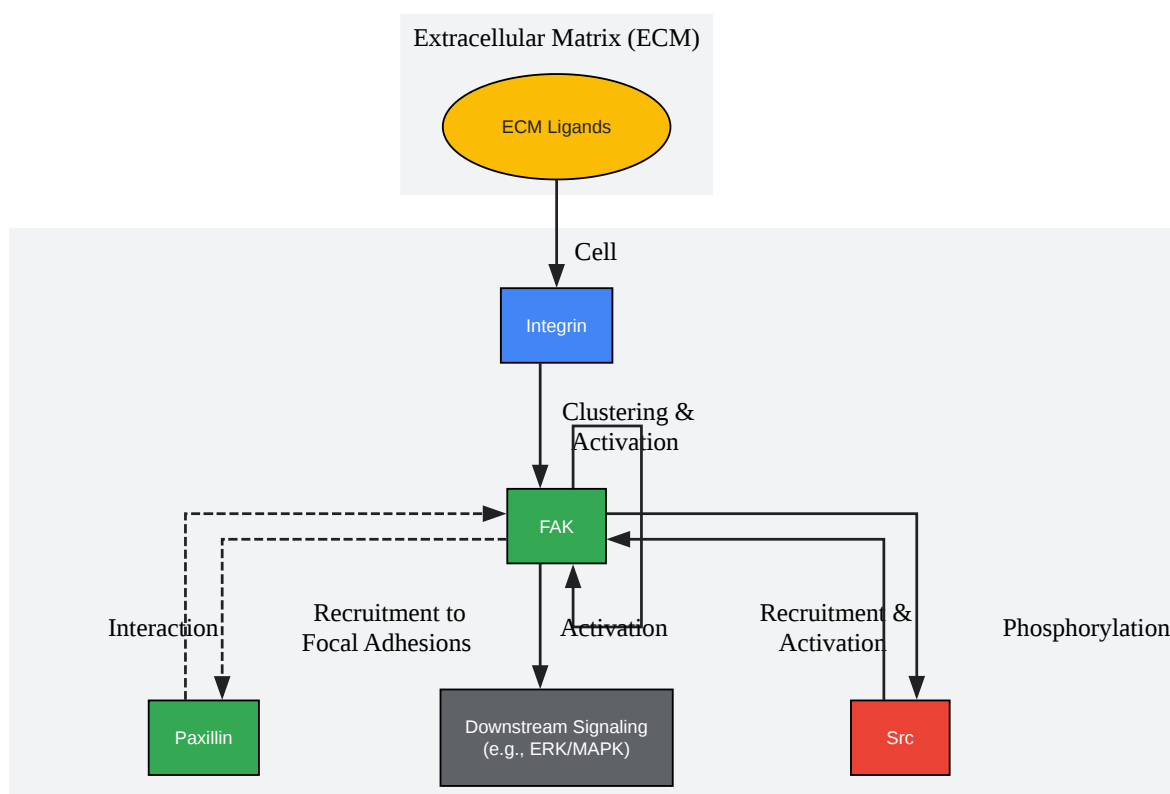 Extracellular Matrix (ECM)
ECM Ligands
Cell
Integrin
Clustering &
Activation
FAK
Interaction
Recruitment to
Focal Adhesions
Activation
Recruitment &
Activation
Phosphorylation
Paxillin
Downstream Signaling
(e.g., ERK/MAPK)
Src